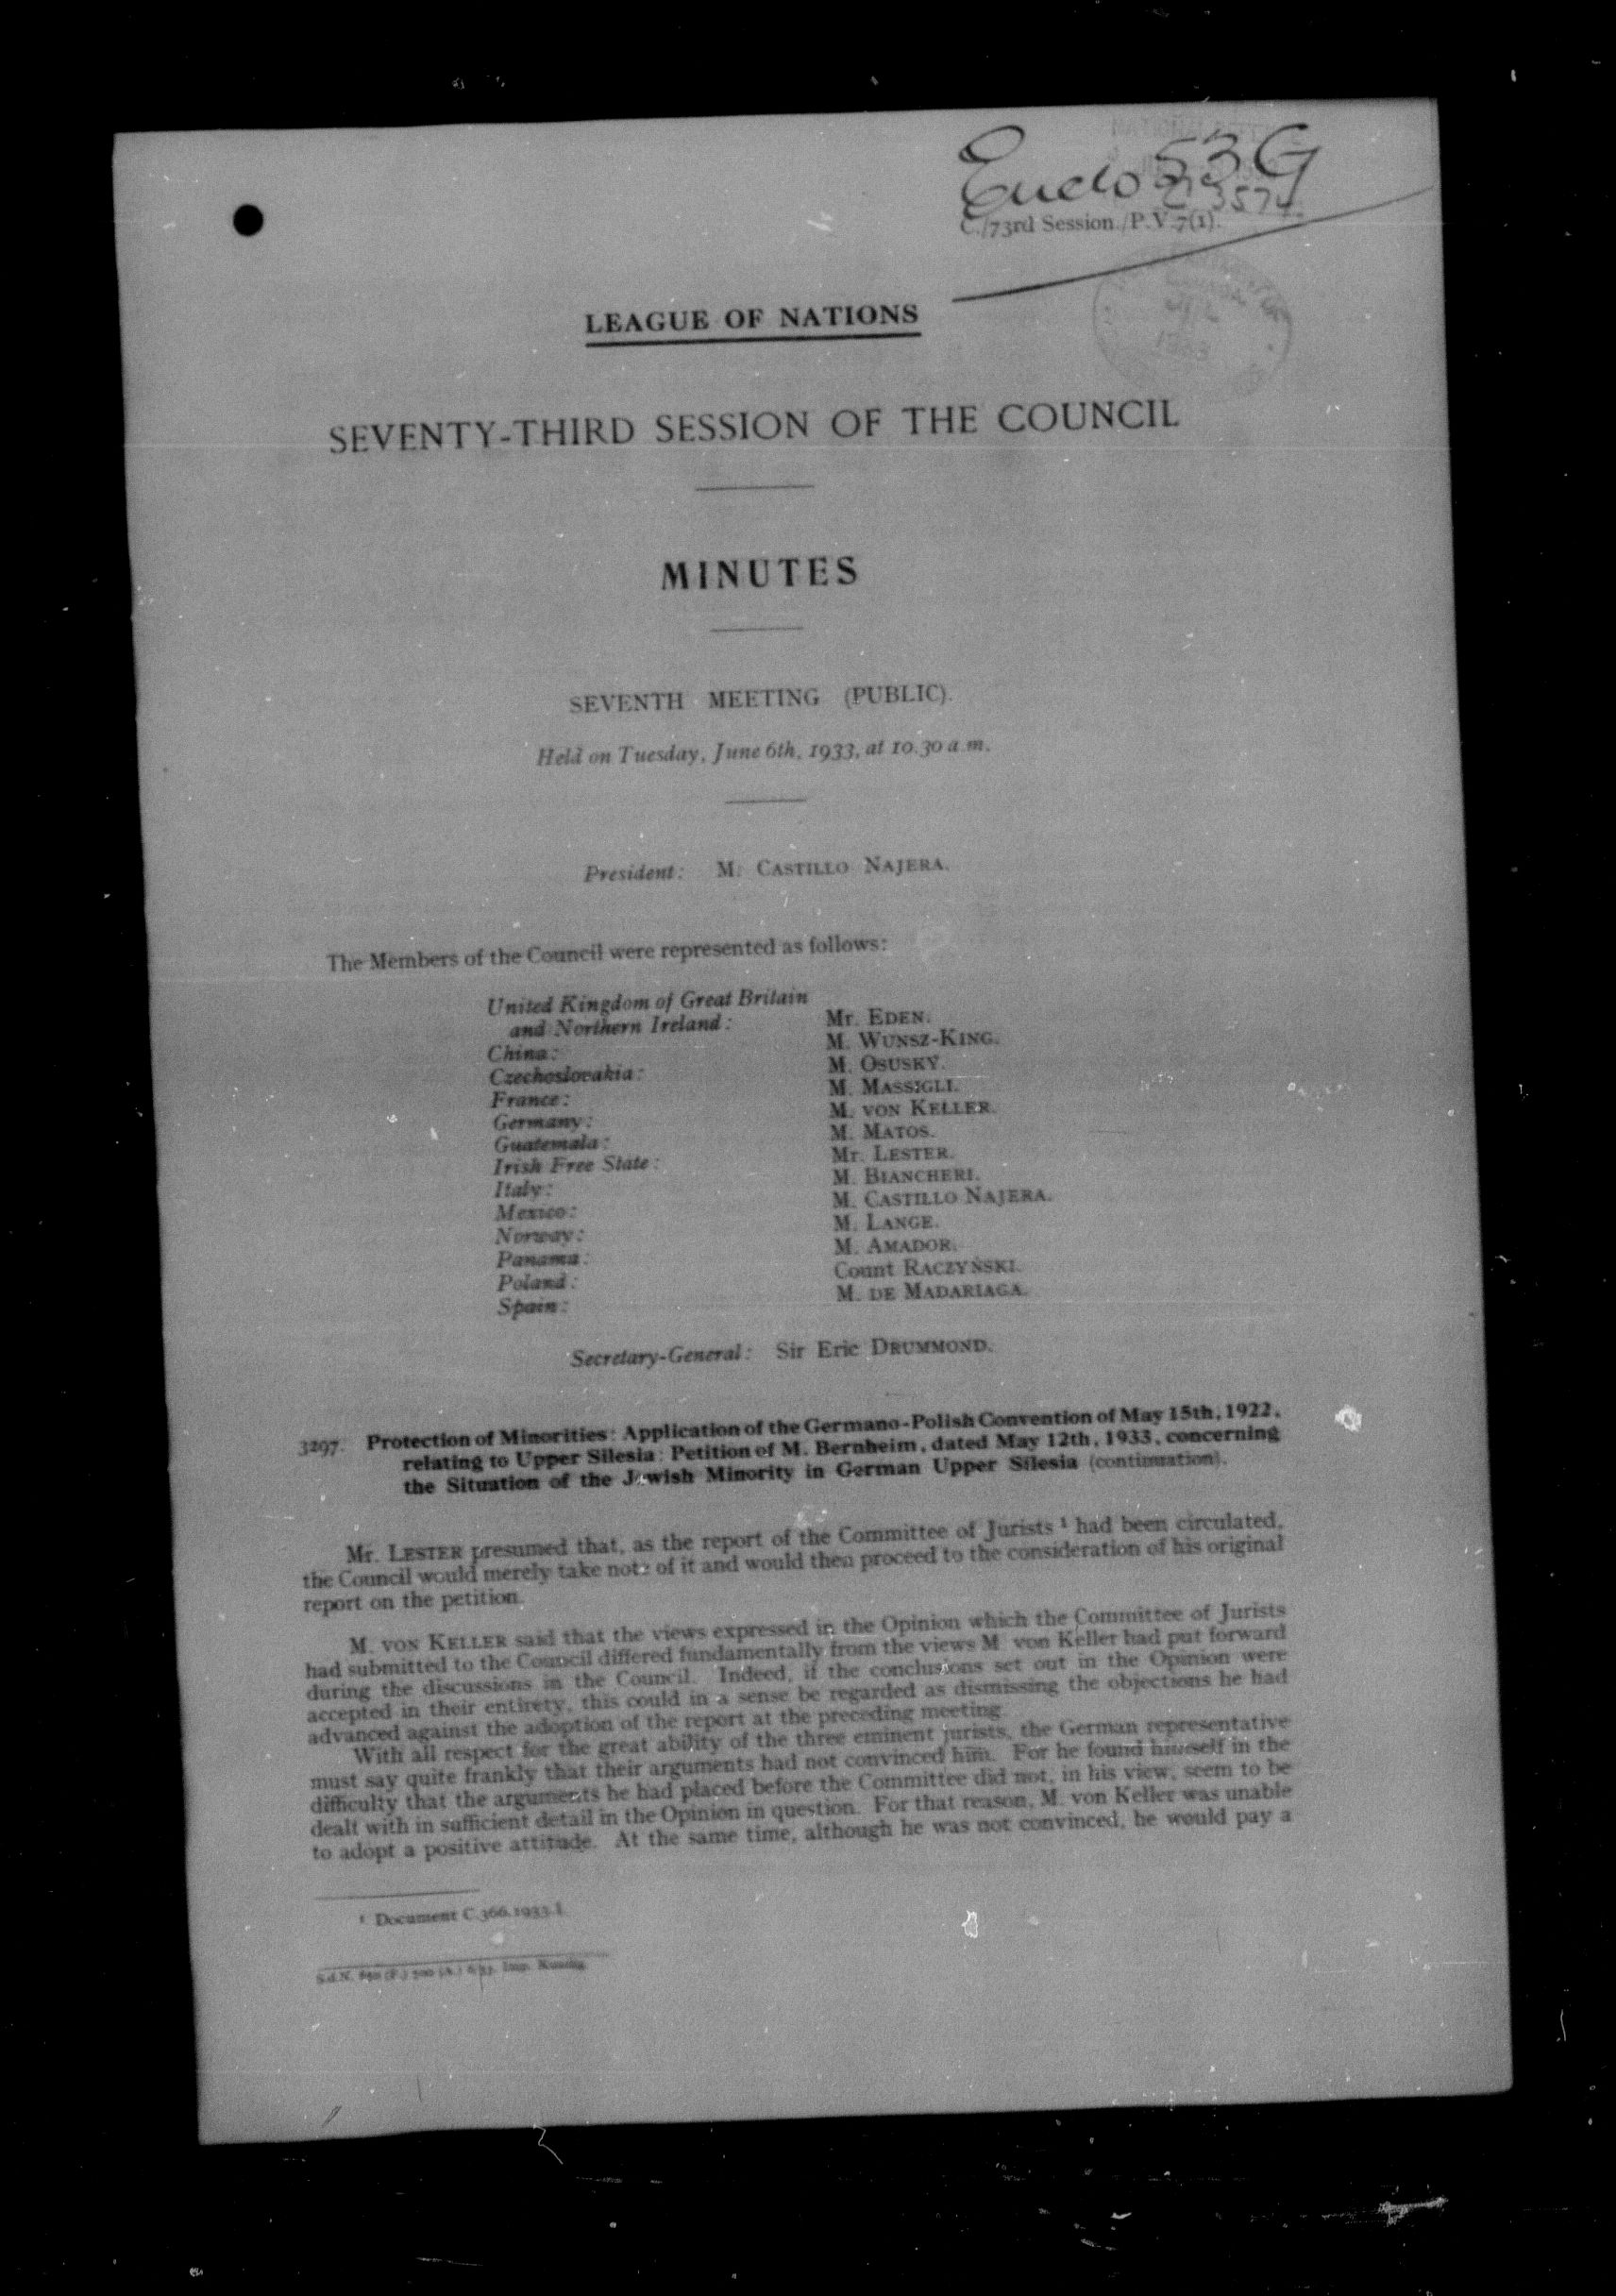 53G
C./73rd Session./P.V.7(1).
LEAGUE OF NATIONS
SEVENTY-THIRD SESSION OF THE COUNCIL
MINUTES
SEVENTH MEETING (PUBLIC).
Held on Tuesday, June 6th, 1933, at 10.30 a.m.
President: M. CASTILLO NAJERA.
The Members of the Council were represented as follows:
United Kingdom of Great Britain
and Northern Ireland: Mr. EDEN.
China: M. WUNSZ-KING.
Czechoslovakia: M. OSUSKY.
France: M. MASSIGLI.
Germany: M. VON KELLER.
Guatemala: M. MATOS.
Irish Free State: Mr. LESTER.
Italy: M. BIANCHERI.
Mexico: M. CASTILLO NAJERA.
Norway: M. LANGE.
Panama: M. AMADOR.
Poland: Count RACZYŃSKI.
Spain: M. DE MADARIAGA.
Secretary-General: Sir Eric DRUMMOND.
3297. Protection of Minorities: Application of the Germano-Polish Convention of May 15th, 1922,
relating to Upper Silesia: Petition of M. Bernheim, dated May 12th, 1933, concerning
the Situation of the Jewish Minority in German Upper Silesia (continuation).
Mr. LESTER presumed that, as the report of the Committee of Jurists ¹ had been circulated,
the Council would merely take note of it and would then proceed to the consideration of his original
report on the petition.
M. VON KELLER said that the views expressed in the Opinion which the Committee of Jurists
had submitted to the Council differed fundamentally from the views M. von Keller had put forward
during the discussions in the Council. Indeed, if the conclusions set out in the Opinion were
accepted in their entirety, this could in a sense be regarded as dismissing the objections he had
advanced against the adoption of the report at the preceding meeting.
With all respect for the great ability of the three eminent jurists, the German representative
must say quite frankly that their arguments had not convinced him. For he found himself in the
difficulty that the arguments he had placed before the Committee did not, in his view, seem to be
dealt with in sufficient detail in the Opinion in question. For that reason, M. von Keller was unable
to adopt a positive attitude. At the same time, although he was not convinced, he would pay a
¹ Document C.366.1933.I.
S.d.N. 6/33. Imp. Kundig.